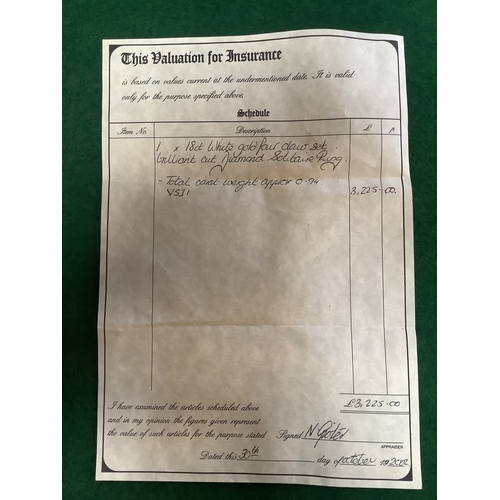 This Valuation for Insurance
is based on values current at the undermentioned date. It is valid
only for the purpose specified above.
Schedule
Item No. Description £ p
1 x 18ct White gold four claw set.
brilliant cut Diamond Solitaire Ring.
- Total carat weight approx 0.94
VSI1 3,225.00.
£3,225.00
I have examined the articles scheduled above
and in my opinion the figures given represent
the value of such articles for the purpose stated Signed N
APPRAISER
Dated this 30th day of October 2002